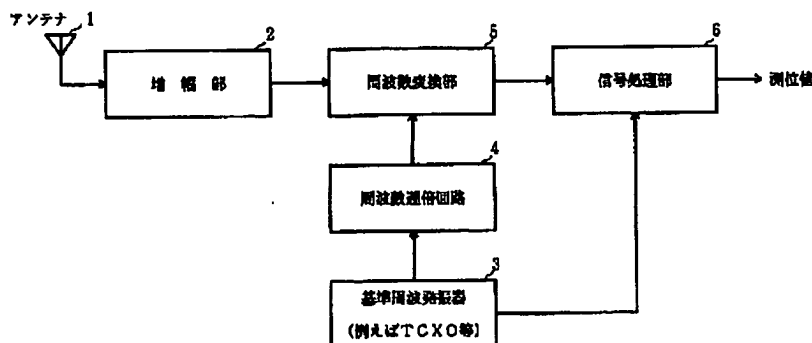 アンテナ 1
2
増幅部
5
周波数変換部
6
信号処理部
測位値
4
周波数逓倍回路
3
基準周波発振器
(例えばTCXO等)